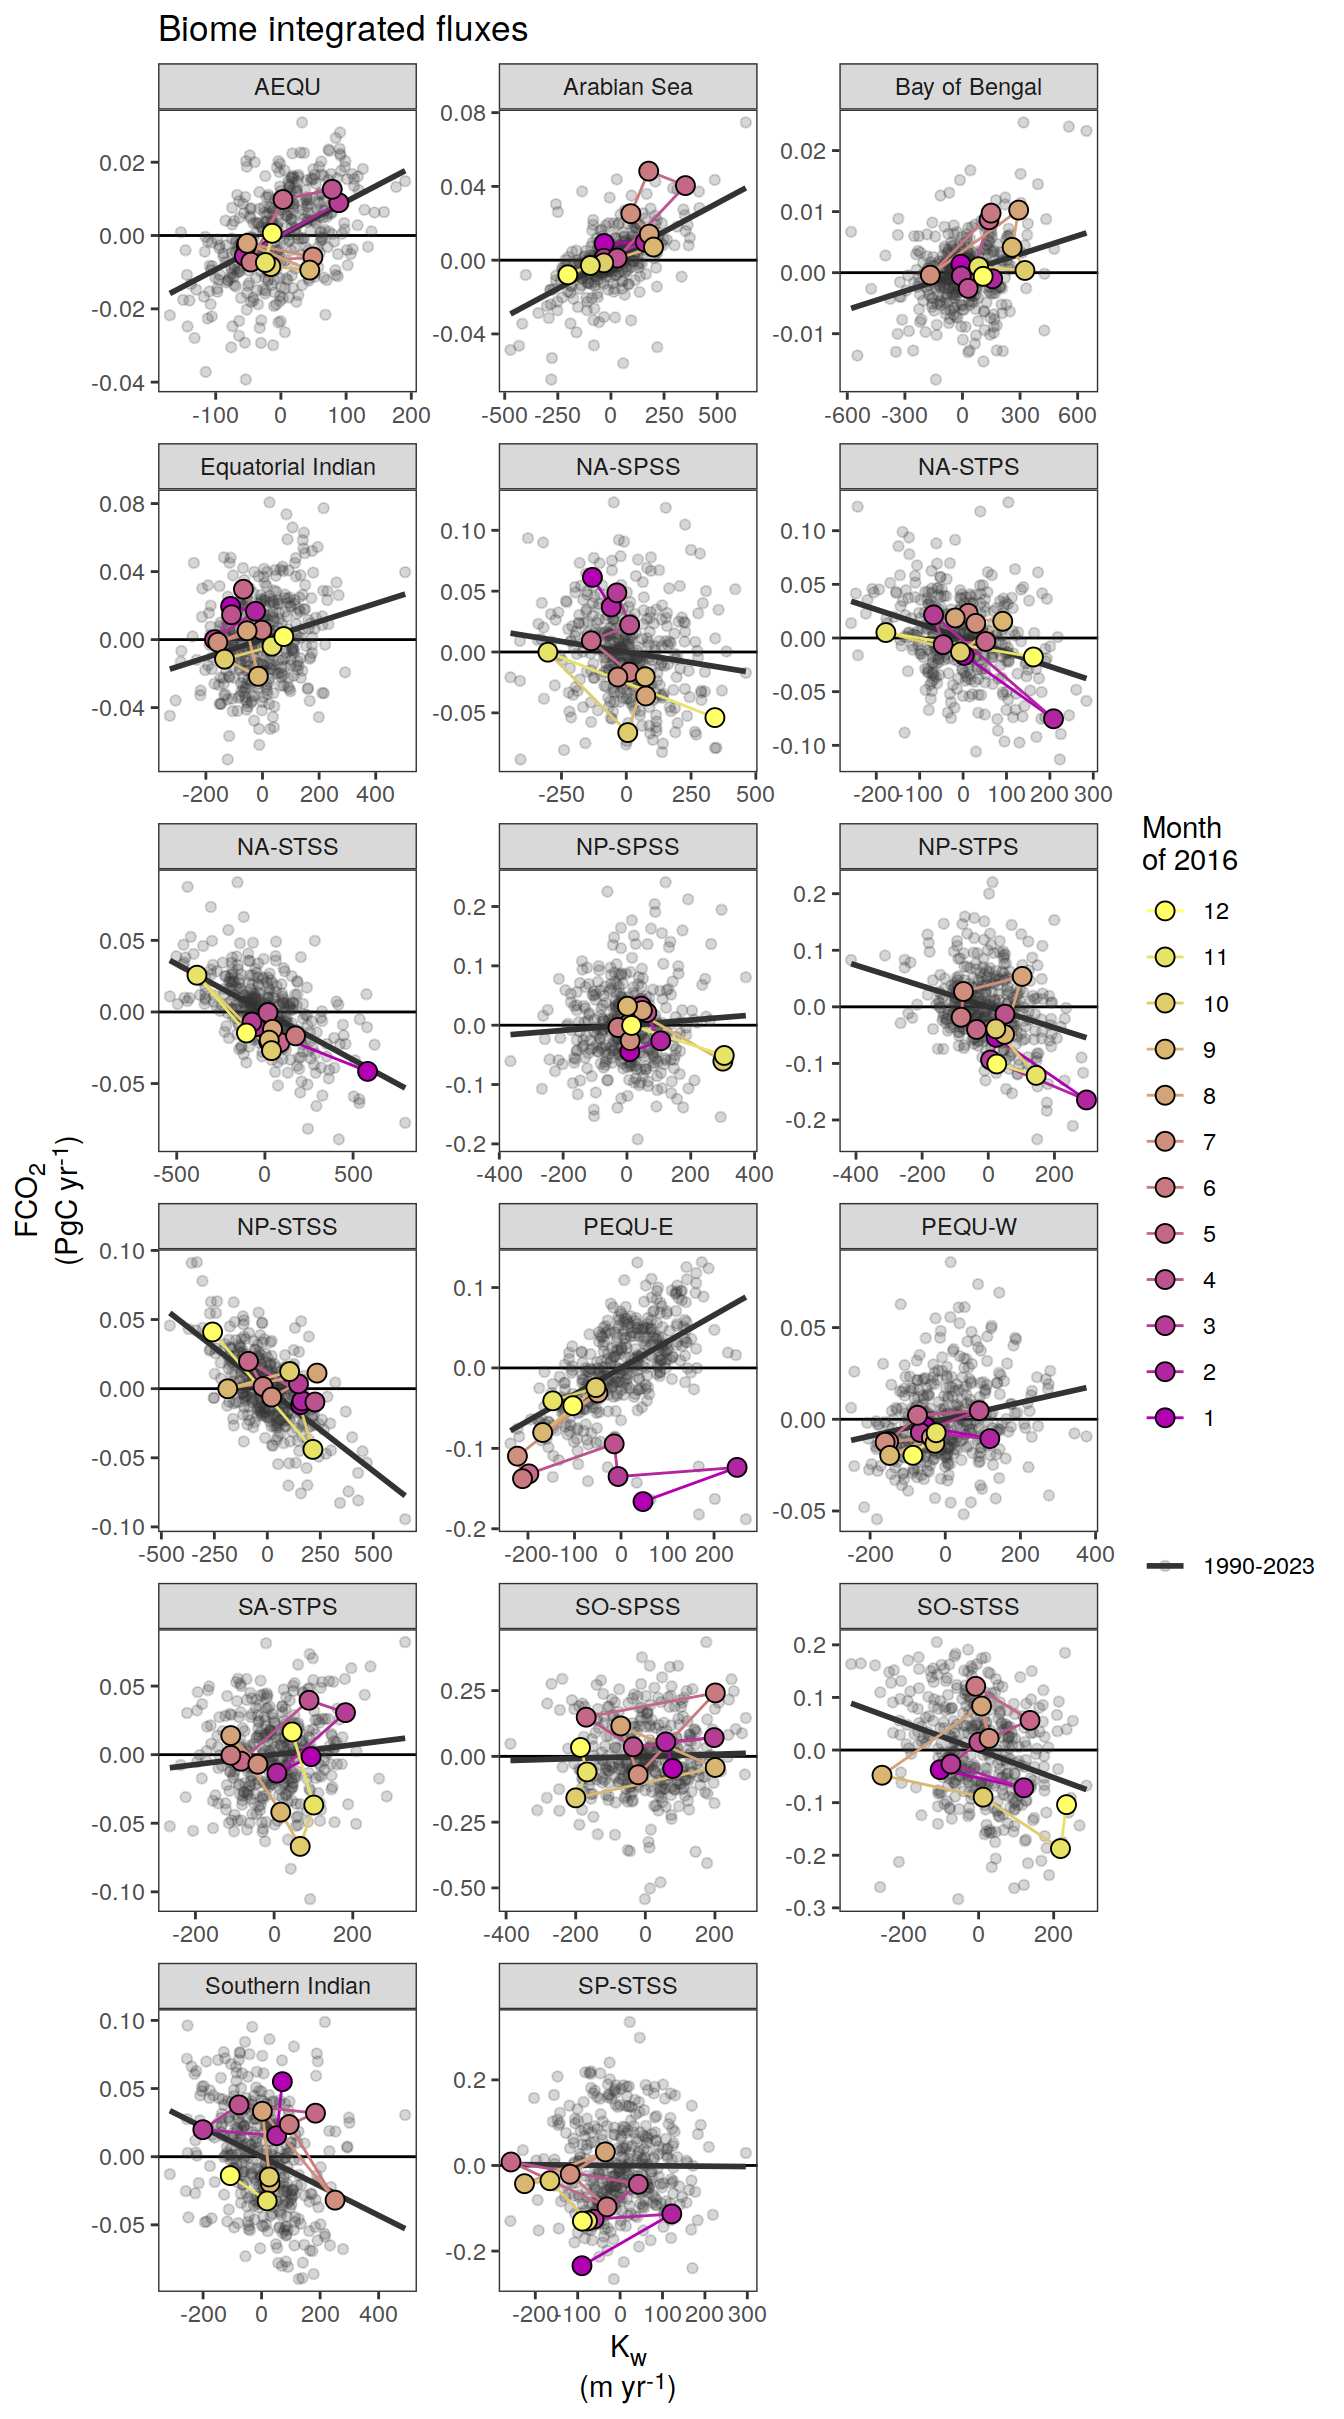 Biome integrated fluxes
AEQU
Arabian Sea
Bay of Bengal
0.02
0.00
-0.02
-0.04
0.08
0.04
0.00
-0.04
0.02
0.01
0.00
-0.01
-100 0 100 200
-500 -250 0 250 500
-600 -300 0 300 600
Equatorial Indian
NA-SPSS
NA-STPS
0.08
0.04
0.00
-0.04
0.10
0.05
0.00
-0.05
0.10
0.05
0.00
-0.05
-0.10
-200 0 200 400
-250 0 250 500
-200 -100 0 100 200 300
NA-STSS
NP-SPSS
NP-STPS
0.05
0.00
-0.05
0.2
0.1
0.0
-0.1
-0.2
0.2
0.1
0.0
-0.1
-0.2
-500 0 500
-400 -200 0 200 400
-400 -200 0 200
NP-STSS
PEQU-E
PEQU-W
0.10
0.05
0.00
-0.05
-0.10
0.1
0.0
-0.1
-0.2
0.05
0.00
-0.05
-500 -250 0 250 500
-200 -100 0 100 200
-200 0 200 400
SA-STPS
SO-SPSS
SO-STSS
0.05
0.00
-0.05
-0.10
0.25
0.00
-0.25
-0.50
0.2
0.1
0.0
-0.1
-0.2
-0.3
-200 0 200
-400 -200 0 200
-200 0 200
Southern Indian
SP-STSS
0.10
0.05
0.00
-0.05
0.2
0.0
-0.2
-200 0 200 400
-200 -100 0 100 200 300
FCO₂
(PgC yr⁻¹)
K_w
(m yr⁻¹)
Month
of 2016
12
11
10
9
8
7
6
5
4
3
2
1
1990-2023